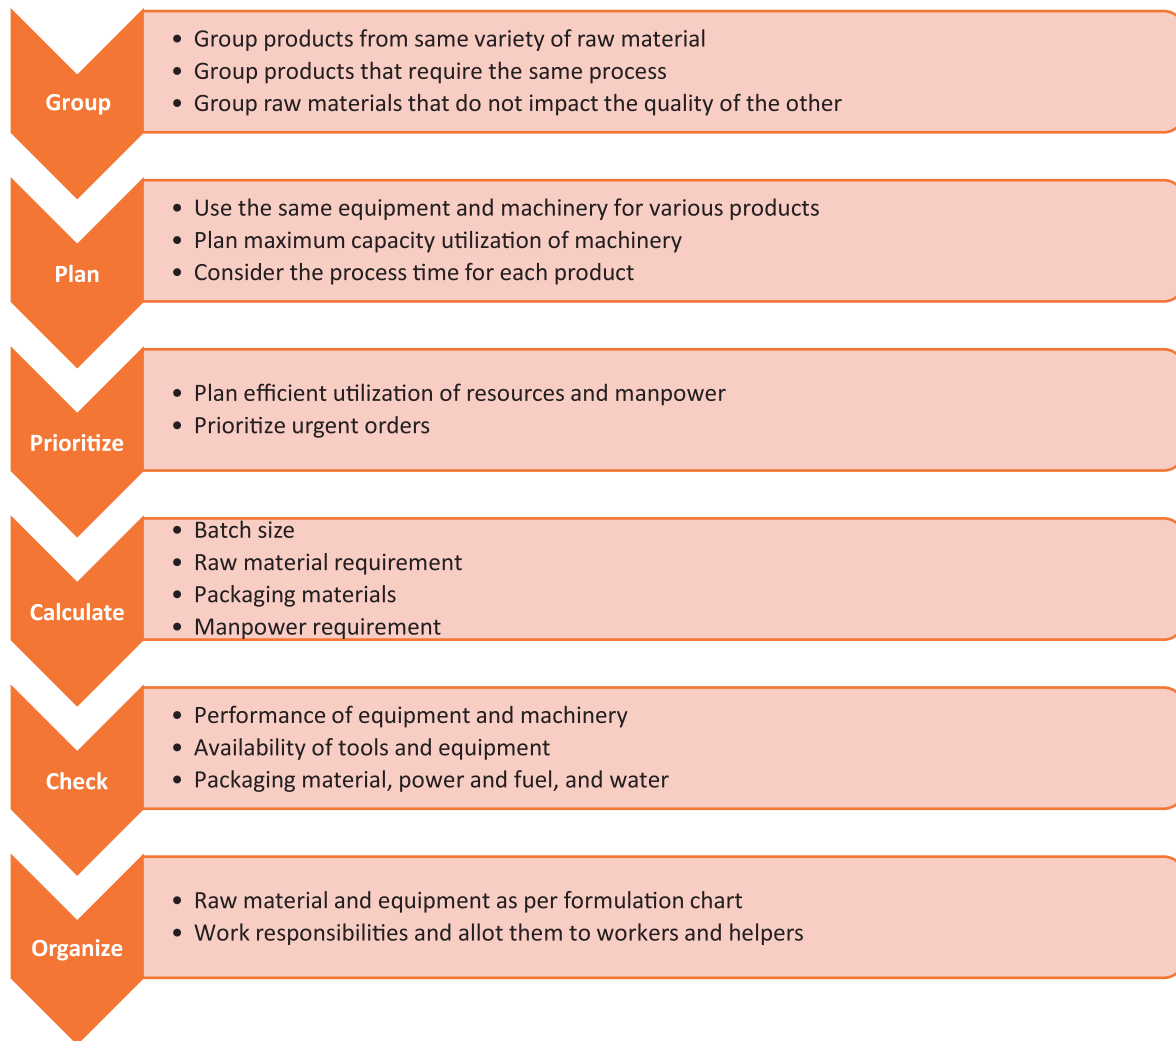 Group
• Group products from same variety of raw material
• Group products that require the same process
• Group raw materials that do not impact the quality of the other
Plan
• Use the same equipment and machinery for various products
• Plan maximum capacity utilization of machinery
• Consider the process time for each product
Prioritize
• Plan efficient utilization of resources and manpower
• Prioritize urgent orders
Calculate
• Batch size
• Raw material requirement
• Packaging materials
• Manpower requirement
Check
• Performance of equipment and machinery
• Availability of tools and equipment
• Packaging material, power and fuel, and water
Organize
• Raw material and equipment as per formulation chart
• Work responsibilities and allot them to workers and helpers